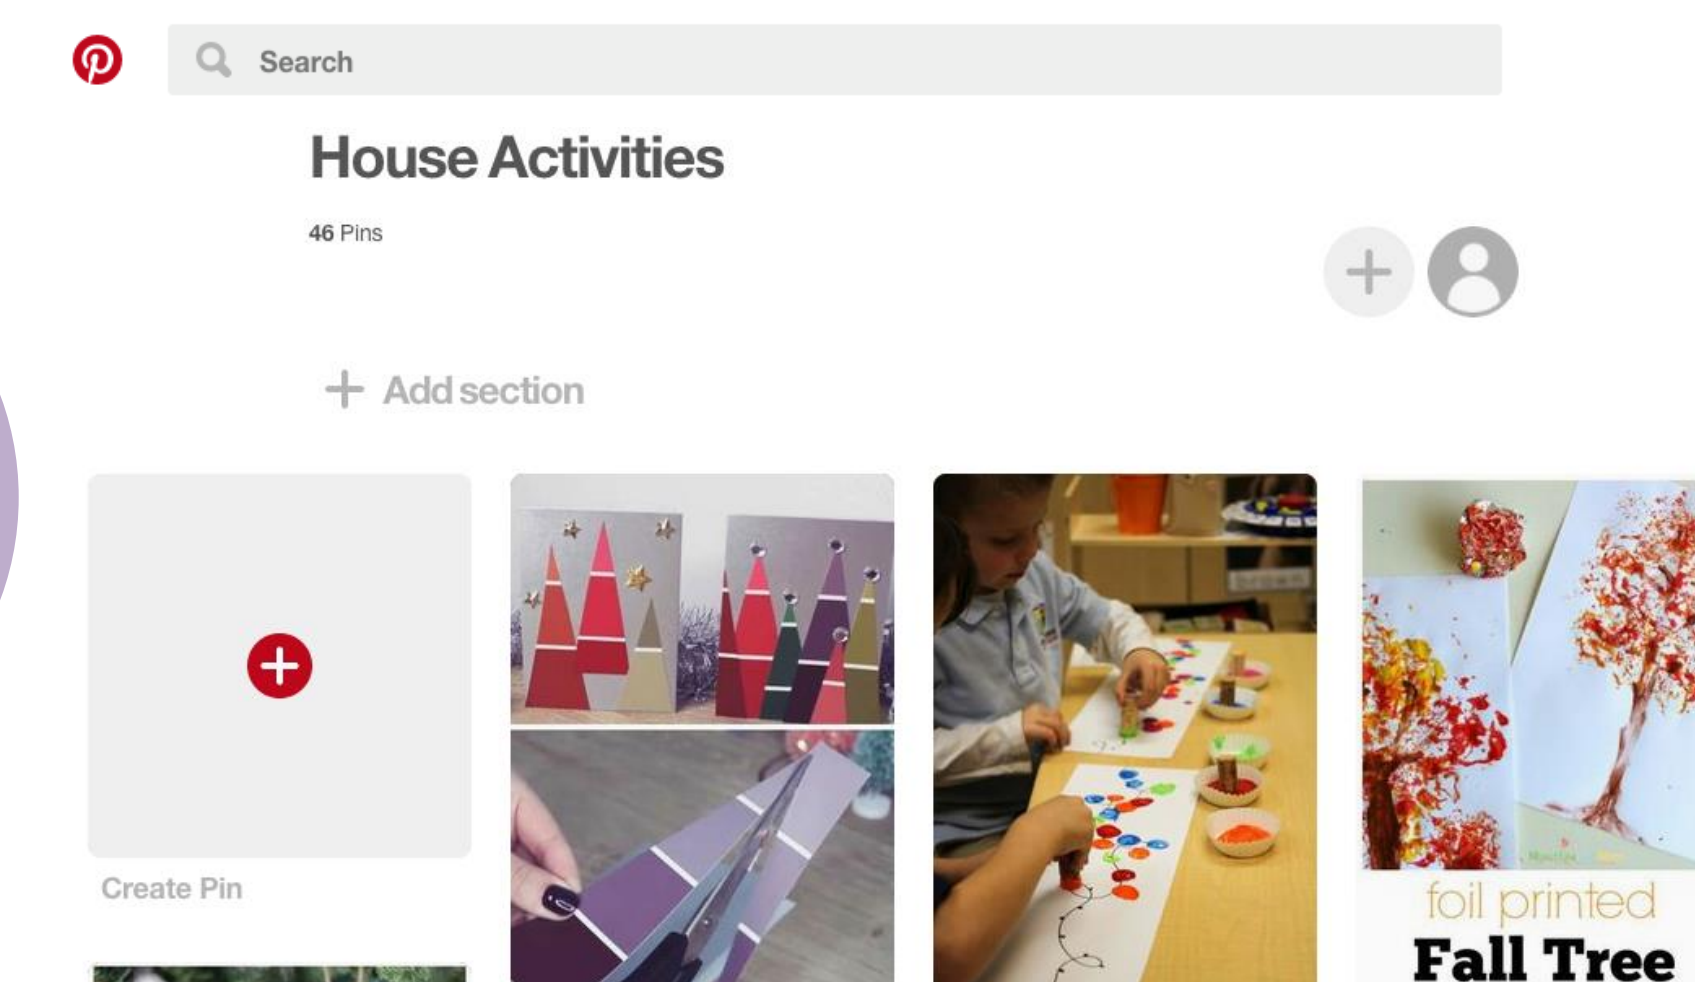 Search
House Activities
46 Pins
Add section
Create Pin
foil printed
Fall Tree